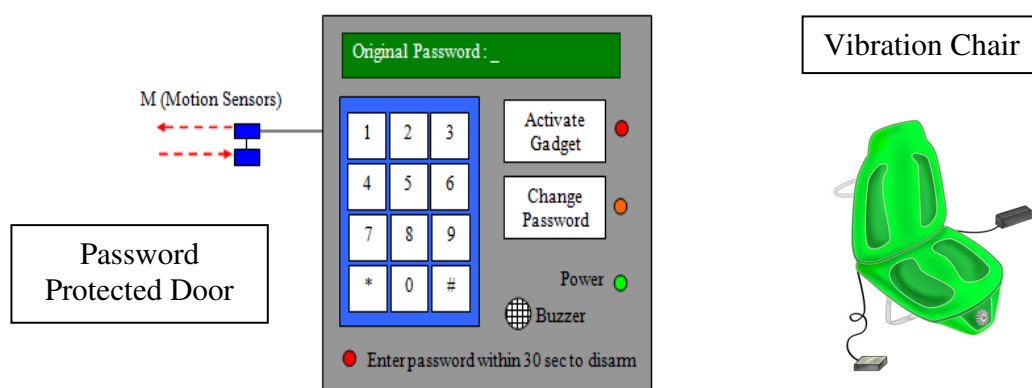 Original Password : _
Vibration Chair
M (Motion Sensors)
1 2 3
Activate
Gadget
4 5 6
Change
Password
7 8 9
Password
Protected Door
* 0 #
Power
Buzzer
Enter password within 30 sec to disarm